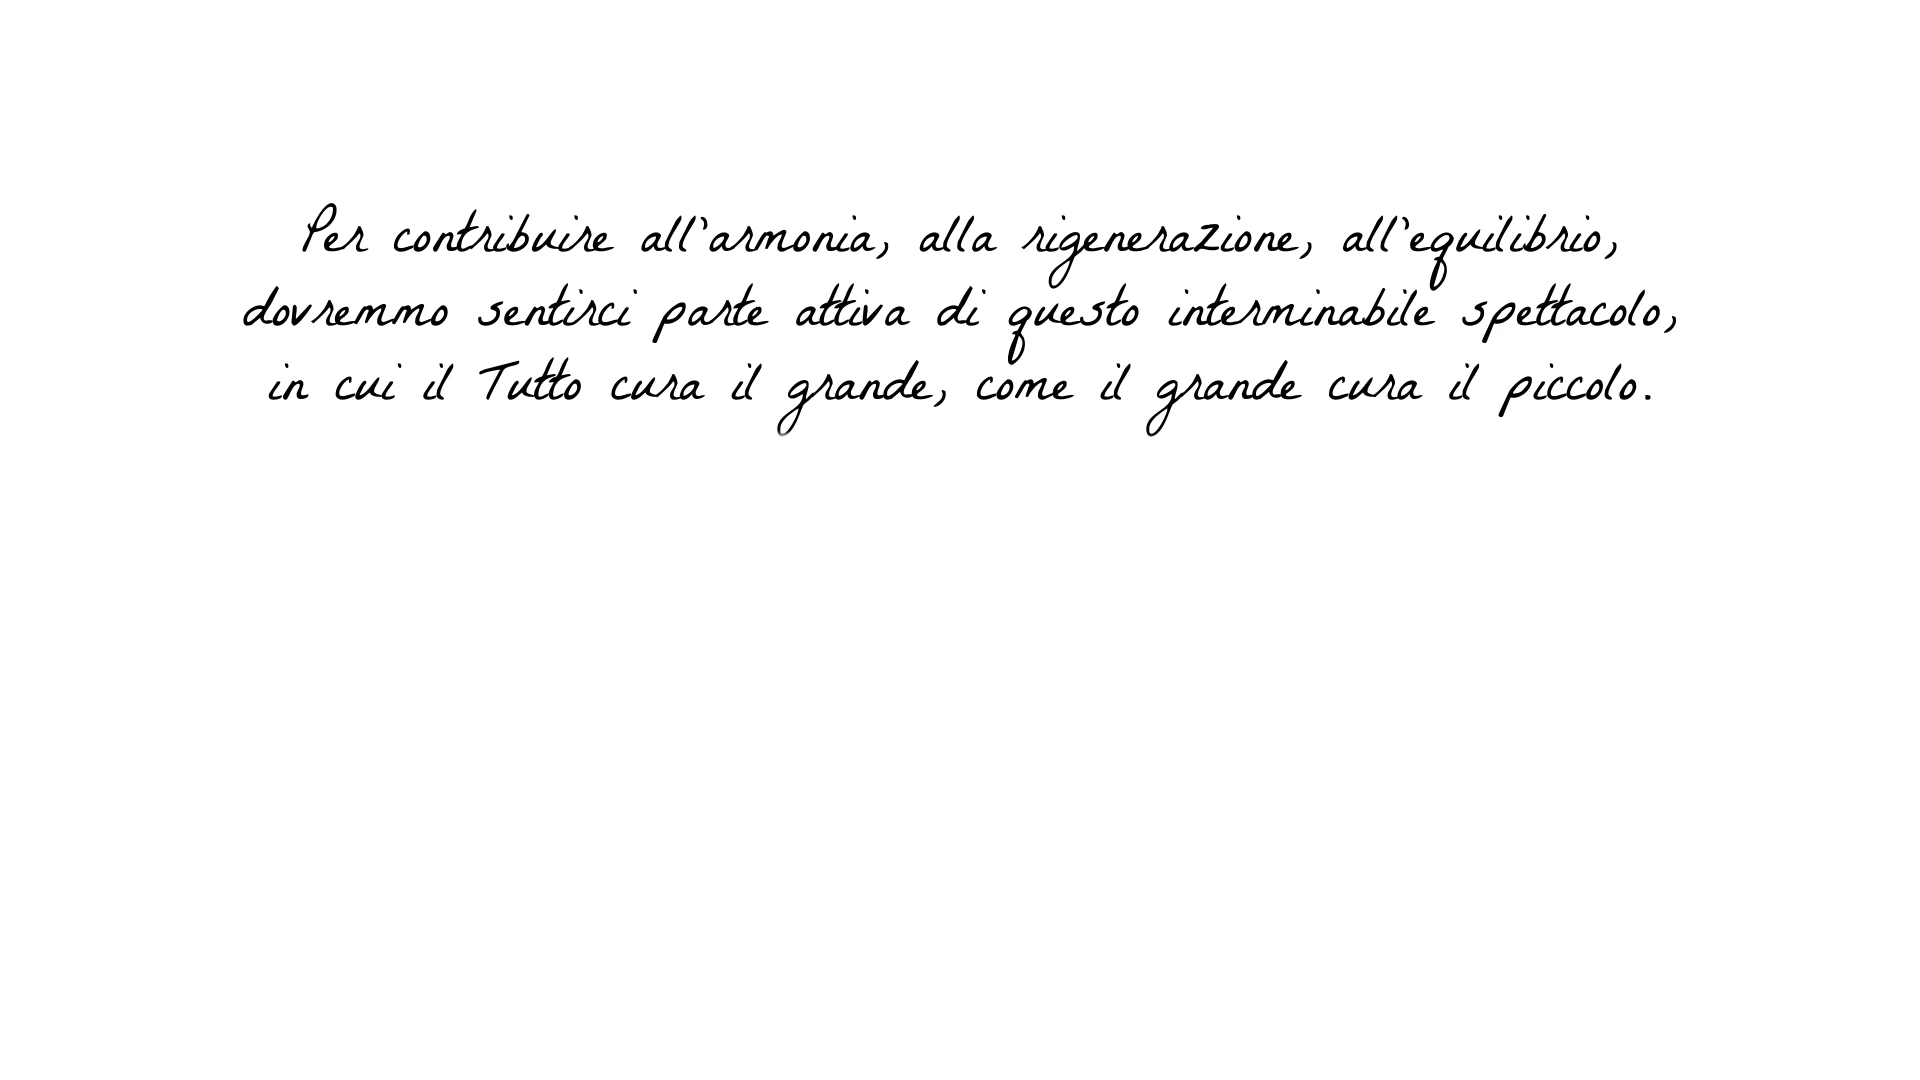 Per contribuire all'armonia, alla rigenerazione, all'equilibrio,
dovremmo sentirci parte attiva di questo interminabile spettacolo,
in cui il Tutto cura il grande, come il grande cura il piccolo.